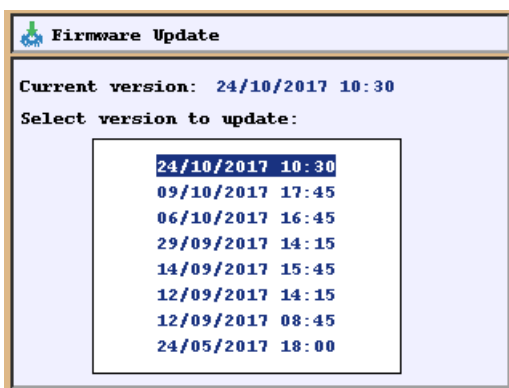 Firmware Update
Current version: 24/10/2017 10:30
Select version to update:
24/10/2017 10:30
09/10/2017 17:45
06/10/2017 16:45
29/09/2017 14:15
14/09/2017 15:45
12/09/2017 14:15
12/09/2017 08:45
24/05/2017 18:00